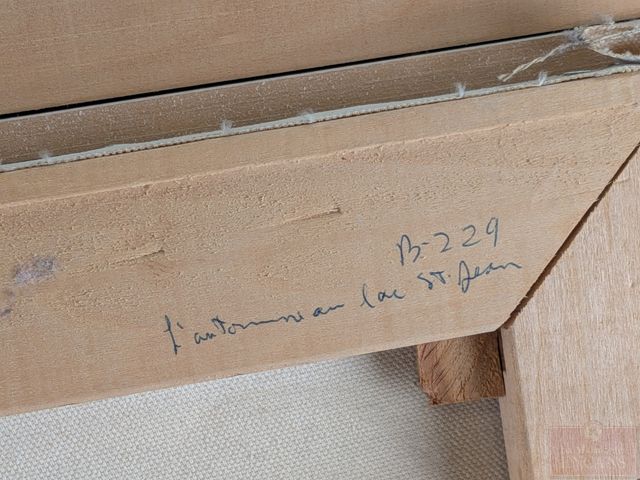 B-229
L'automne au lac St. Jean